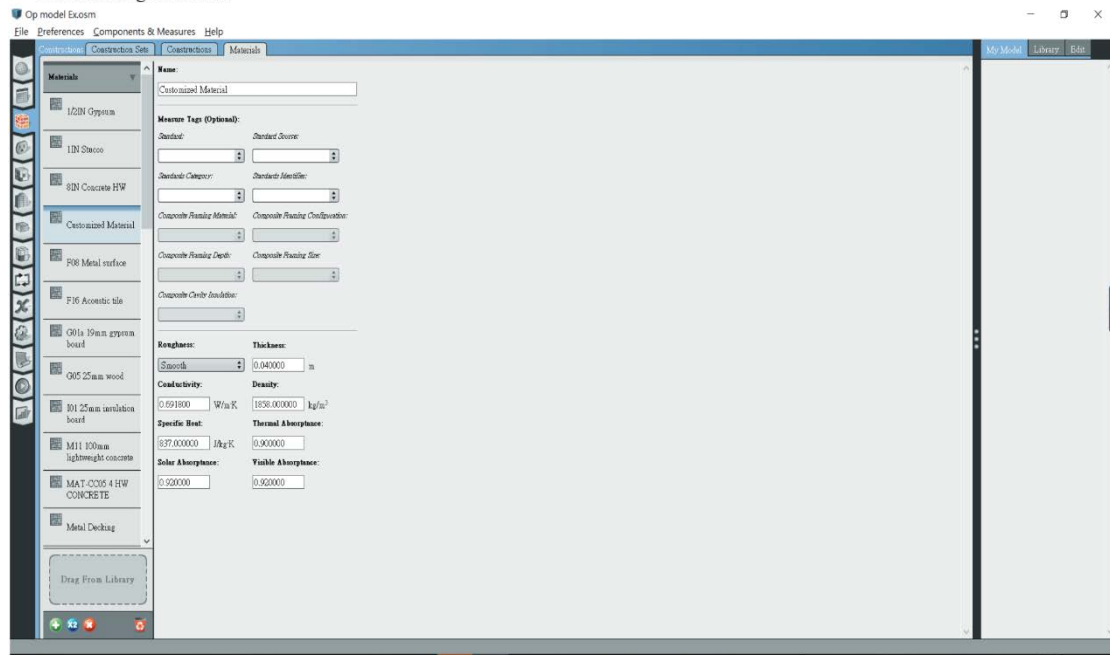 Op model Ex.osm
File Preferences Components & Measures Help
Constructions Construction Sets Constructions Materials
My Model Library Edit
Materials
1/2IN Gypsum
1IN Stucco
8IN Concrete HW
Customized Material
F08 Metal surface
F16 Acoustic tile
G01a 19mm gypsum
board
G05 25mm wood
I01 25mm insulation
board
M11 100mm
lightweight concrete
MAT-CC05 4 HW
CONCRETE
Metal Decking
Drag From Library
X2
Name:
Customized Material
Measure Tags (Optional):
Standard: Standard Source:
Standards Category: Standards Identifier:
Composite Framing Material: Composite Framing Configuration:
Composite Framing Depth: Composite Framing Size:
Composite Cavity Insulation:
Roughness: Thickness:
Smooth 0.040000 m
Conductivity: Density:
0.691800 W/m·K 1858.000000 kg/m³
Specific Heat: Thermal Absorptance:
837.000000 J/kg·K 0.900000
Solar Absorptance: Visible Absorptance:
0.920000 0.920000